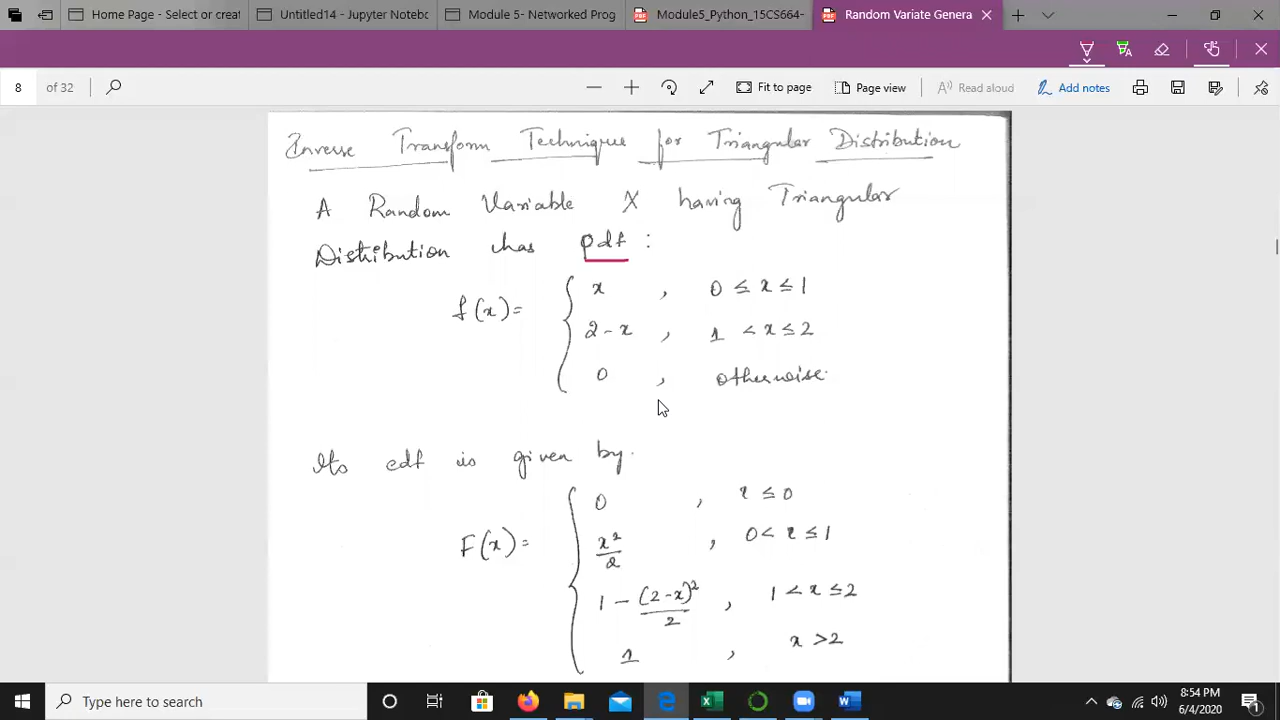 Home Page - Select or creat
Untitled14 - Jupyter Notebo
Module 5- Networked Prog
Module5_Python_15CS664-
Random Variate Genera
8 of 32
Fit to page
Page view
Read aloud
Add notes
Inverse Transform Technique for Triangular Distribution
A Random Variable X having Triangular
Distribution has pdf :
f(x)= { x , 0 ≤ x ≤ 1
2-x , 1 < x ≤ 2
0 , otherwise.
Its cdf is given by.
F(x)= { 0 , x ≤ 0
x²/2 , 0 < x ≤ 1
1 - (2-x)²/2 , 1 < x ≤ 2
1 , x >2
Type here to search
8:54 PM
6/4/2020
1